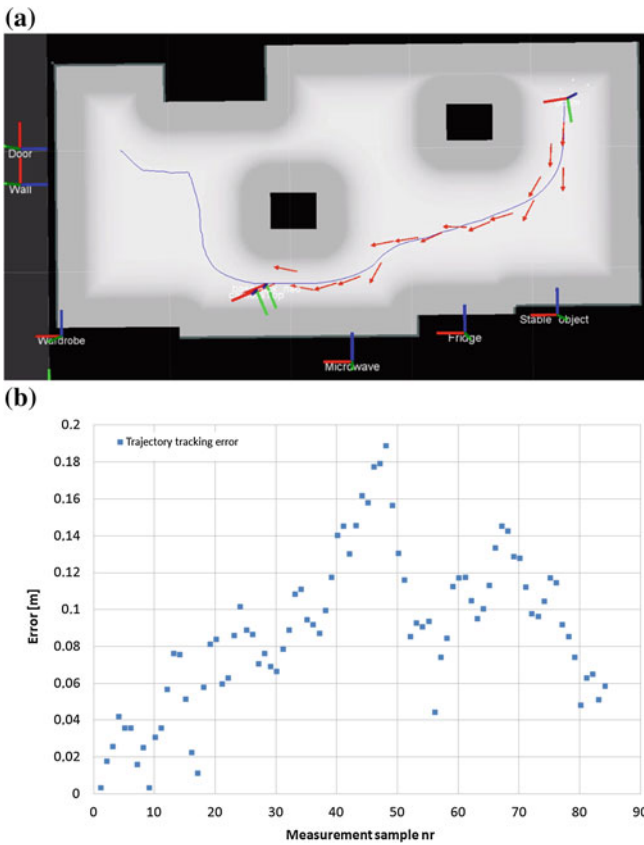 (a)
Door
Wall
Wardrobe
Microwave
Fridge
Stable object
(b)
Trajectory tracking error
Error [m]
0.2
0.18
0.16
0.14
0.12
0.1
0.08
0.06
0.04
0.02
0
0 10 20 30 40 50 60 70 80 90
Measurement sample nr